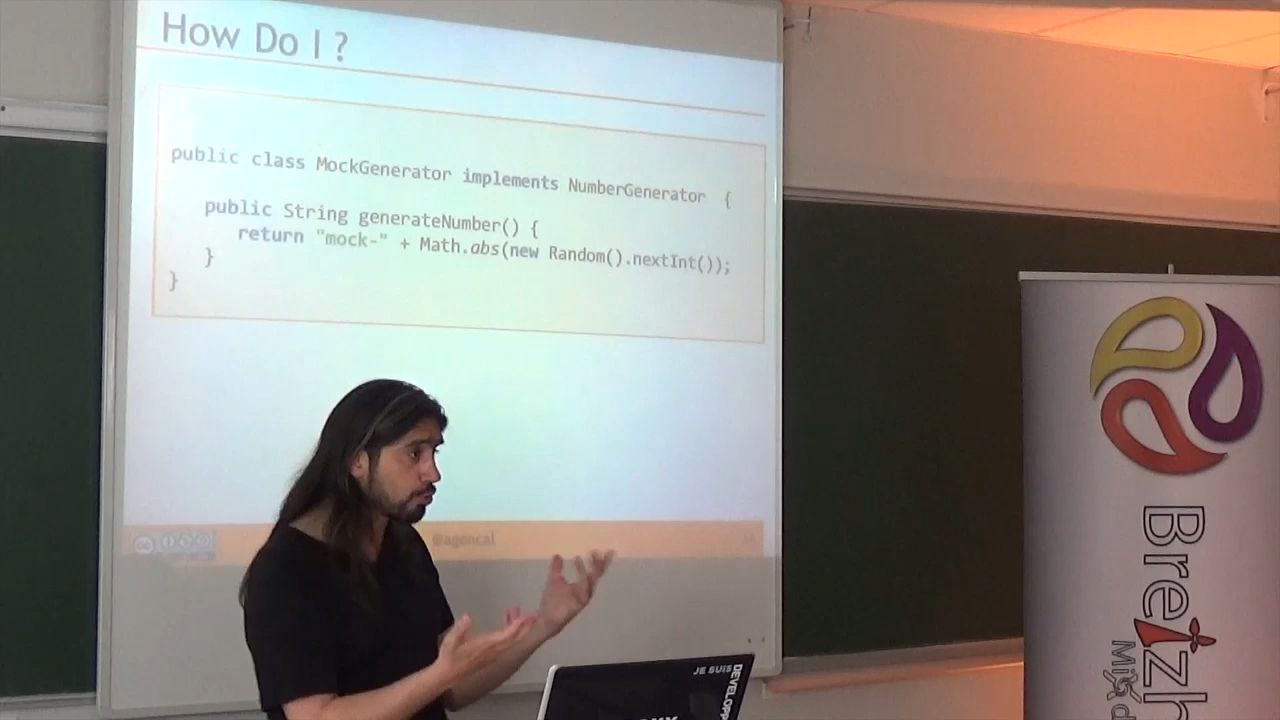 How Do I ?
public class MockGenerator implements NumberGenerator {
public String generateNumber() {
return "mock-" + Math.abs(new Random().nextInt());
}
}
@agoncal
JE SUIS
DEVELOPP
Breizh